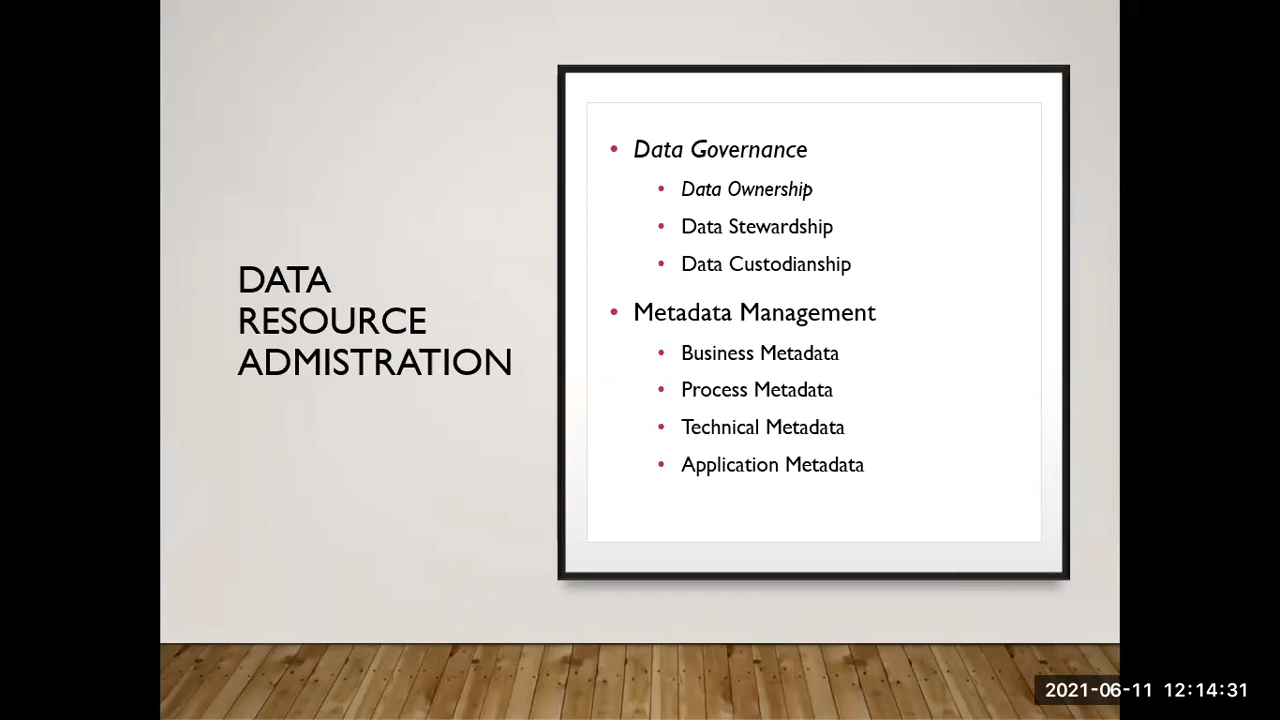 DATA
RESOURCE
ADMISTRATION
• Data Governance
• Data Ownership
• Data Stewardship
• Data Custodianship
• Metadata Management
• Business Metadata
• Process Metadata
• Technical Metadata
• Application Metadata
2021-06-11 12:14:31